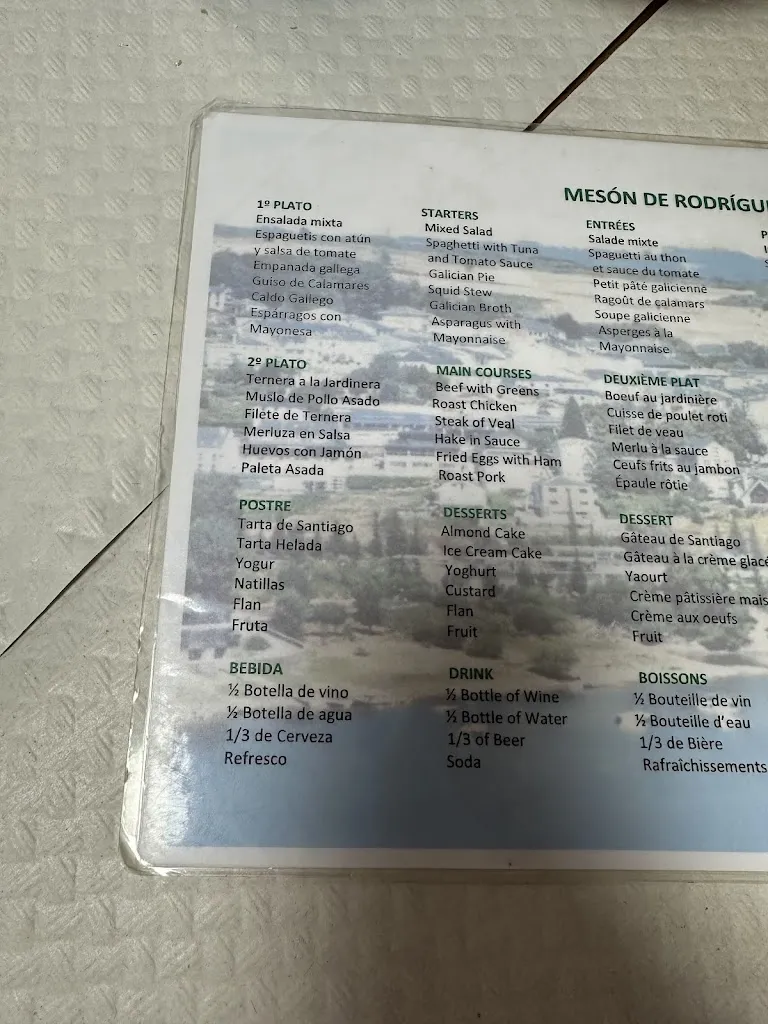 MESÓN DE
1º PLATO
Ensalada mixta
Espaguetis con atún
y salsa de tomate
Empanada gallega
Guiso de Calamares
Caldo Gallego
Espárragos con
Mayonesa
2º PLATO
Ternera a la Jardinera
Muslo de Pollo Asado
Filete de Ternera
Merluza en Salsa
Huevos con Jamón
Paleta Asada
POSTRE
Tarta de Santiago
Tarta Helada
Yogur
Natillas
Flan
Fruta
BEBIDA
½ Botella de vino
½ Botella de agua
1/3 de Cerveza
Refresco
STARTERS
Mixed Salad
Spaghetti with Tuna
and Tomato Sauce
Galician Pie
Squid Stew
Galician Broth
Asparagus with
Mayonnaise
MAIN COURSES
Beef with Greens
Roast Chicken
Steak of Veal
Hake in Sauce
Fried Eggs with Ham
Roast Pork
DESSERTS
Almond Cake
Ice Cream Cake
Yoghurt
Custard
Flan
Fruit
DRINK
½ Bottle of Wine
½ Bottle of Water
1/3 of Beer
Soda
ENTRÉES
Salade mixte
Spaguetti au thon
et sauce du tomate
Petit pâté galicienne
Ragoût de calamars
Soupe galicienne
Asperges à la
Mayonnaise
DEUXIÈME PLAT
Boeuf au jardinière
Cuisse de poulet roti
Filet de veau
Merlu à la sauce
Ceufs frits au jambon
Épaule rôtie
DESSERT
Gâteau de Santiago
Gâteau à la crème glacé
Yaourt
Crème pâtissière mais
Crème aux oeufs
Fruit
BOISSONS
½ Bouteille de vin
½ Bouteille d'eau
1/3 de Bière
Rafraîchissements